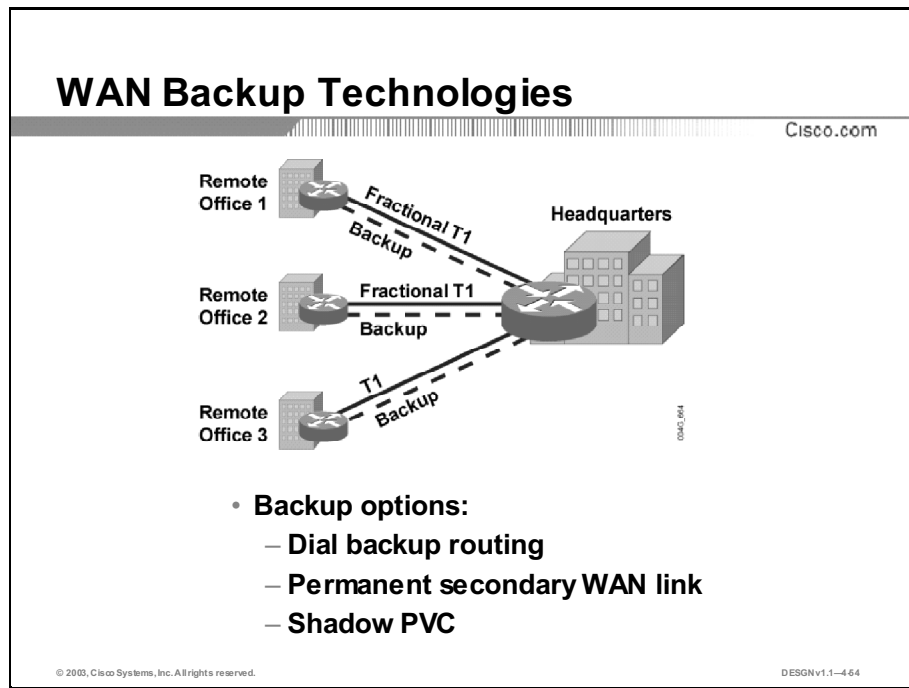 WAN Backup Technologies
Cisco.com
Remote
Office 1
Fractional T1
Backup
Headquarters
Remote
Office 2
Fractional T1
Backup
Remote
Office 3
T1
Backup
004G_664
• Backup options:
– Dial backup routing
– Permanent secondary WAN link
– Shadow PVC
© 2003, Cisco Systems, Inc. All rights reserved.
DESGN v1.1—4-54